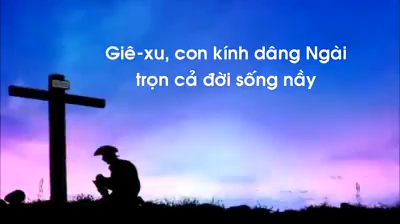 Giê-xu, con kính dâng Ngài
trọn cả đời sống nầy